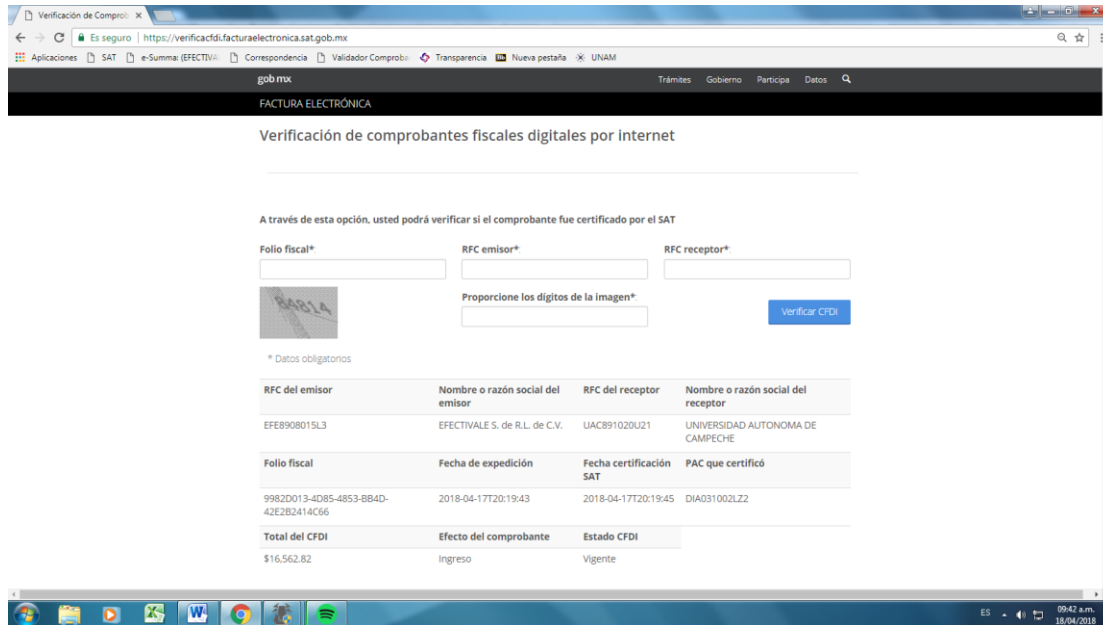 Verificación de Comprob
Es seguro https://verificacfdi.facturaelectronica.sat.gob.mx
Aplicaciones SAT e-Summa: (EFECTIVA Correspondencia Validador Comproba Transparencia Bb Nueva pestaña UNAM
gob mx Trámites Gobierno Participa Datos
FACTURA ELECTRÓNICA
Verificación de comprobantes fiscales digitales por internet
A través de esta opción, usted podrá verificar si el comprobante fue certificado por el SAT
Folio fiscal*: RFC emisor*: RFC receptor*:
84814
Proporcione los dígitos de la imagen*:
Verificar CFDI
* Datos obligatorios
RFC del emisor Nombre o razón social del emisor RFC del receptor Nombre o razón social del receptor
EFE8908015L3 EFECTIVALE S. de R.L. de C.V. UAC891020U21 UNIVERSIDAD AUTONOMA DE CAMPECHE
Folio fiscal Fecha de expedición Fecha certificación SAT PAC que certificó
9982D013-4D85-4853-BB4D-42E2B2414C66 2018-04-17T20:19:43 2018-04-17T20:19:45 DIA031002LZ2
Total del CFDI Efecto del comprobante Estado CFDI
$16,562.82 Ingreso Vigente
ES 09:42 a.m.
18/04/2018